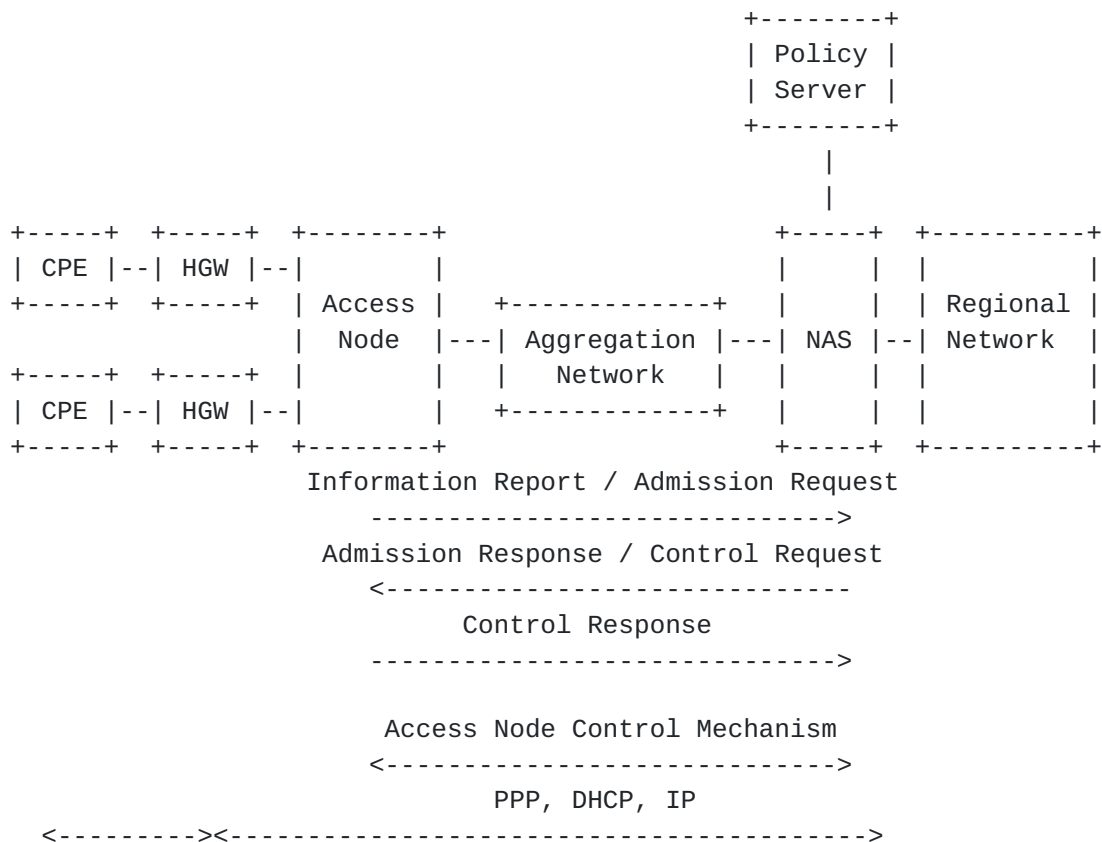 Policy
Server
CPE HGW
Access Regional
Node Aggregation NAS Network
Network
CPE HGW
Information Report / Admission Request
Admission Response / Control Request
Control Response
Access Node Control Mechanism
PPP, DHCP, IP